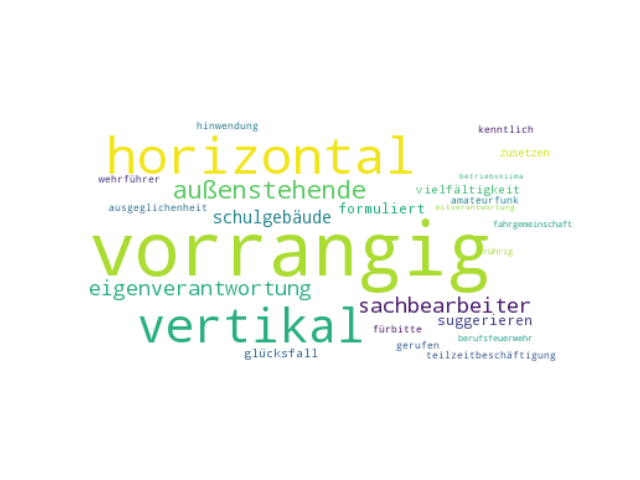 hinwendung
kenntlich
horizontal
zusetzen
wehrführer
betriebsklima
außenstehende
vielfältigkeit
amateurfunk
ausgeglichenheit
formuliert
mitverantwortung
schulgebäude
fahrgemeinschaft
vorrangig
rührig
eigenverantwortung
sachbearbeiter
vertikal
suggerieren
fürbitte
berufsfeuerwehr
gerufen
glücksfall
teilzeitbeschäftigung